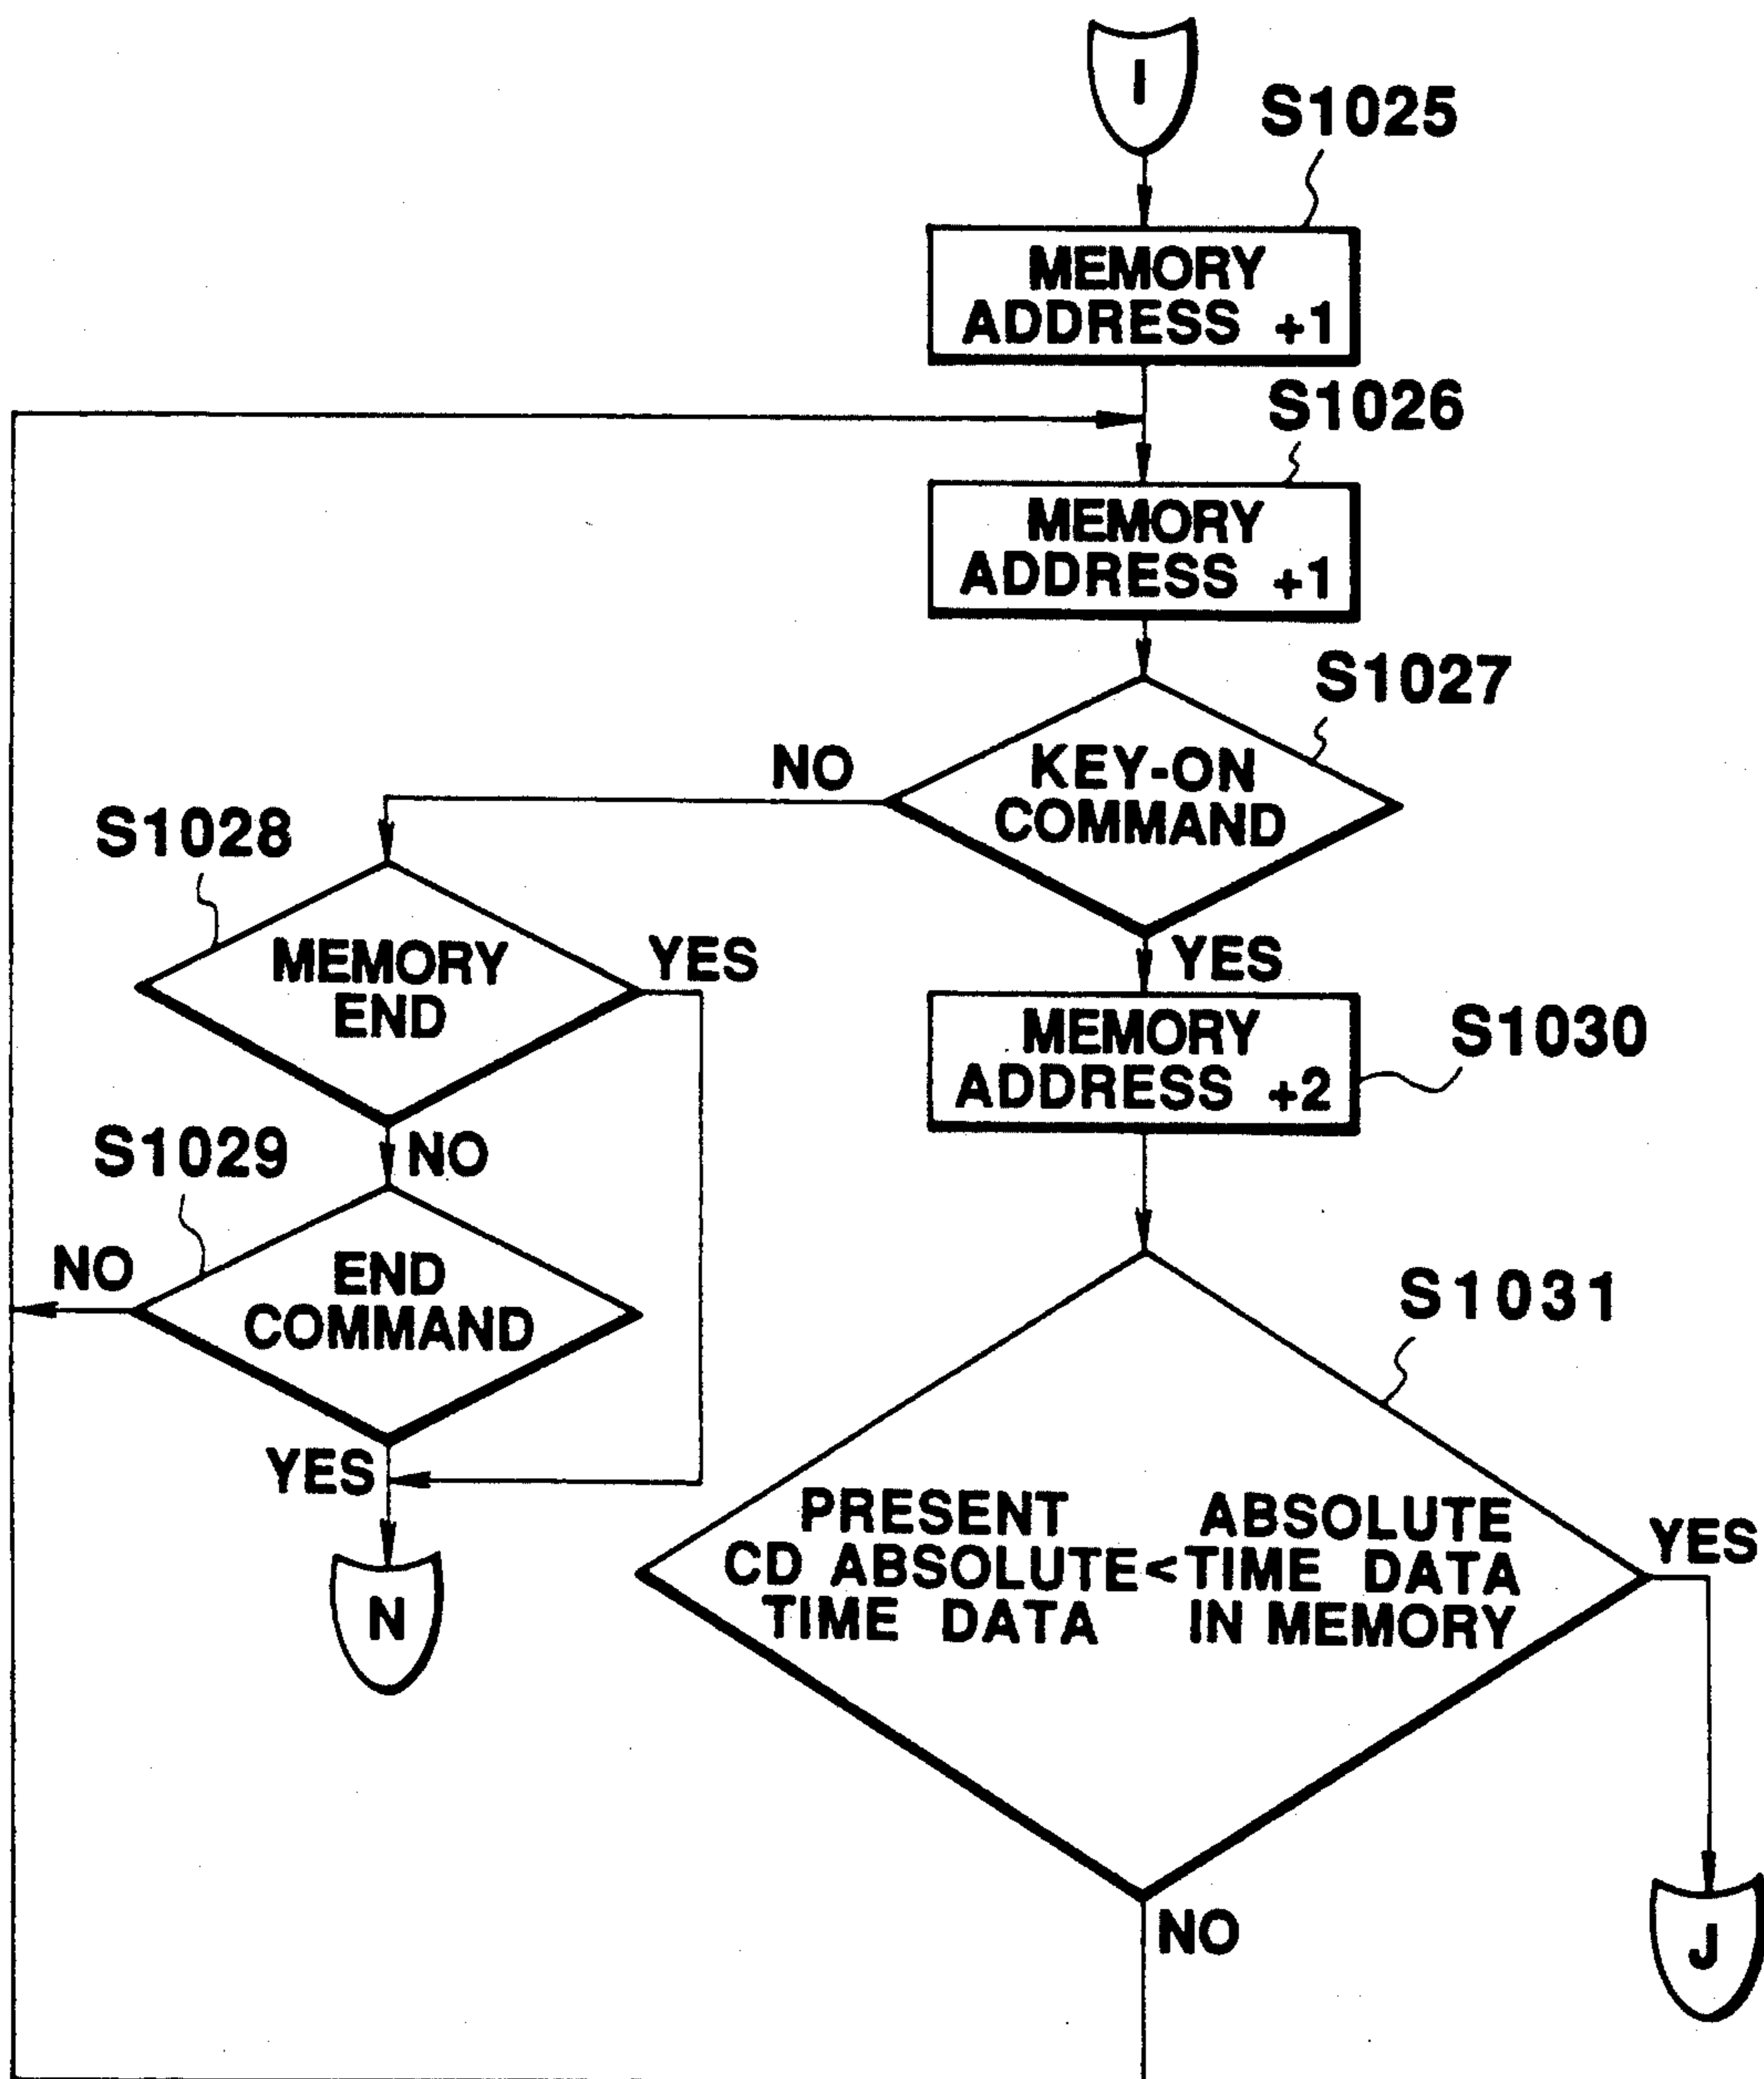 I
S1025
MEMORY
ADDRESS +1
S1026
MEMORY
ADDRESS +1
S1027
KEY-ON
COMMAND
NO
YES
S1028
MEMORY
END
YES
NO
S1029
END
COMMAND
NO
YES
N
S1030
MEMORY
ADDRESS +2
S1031
PRESENT ABSOLUTE
CD ABSOLUTE<TIME DATA
TIME DATA IN MEMORY
YES
NO
J